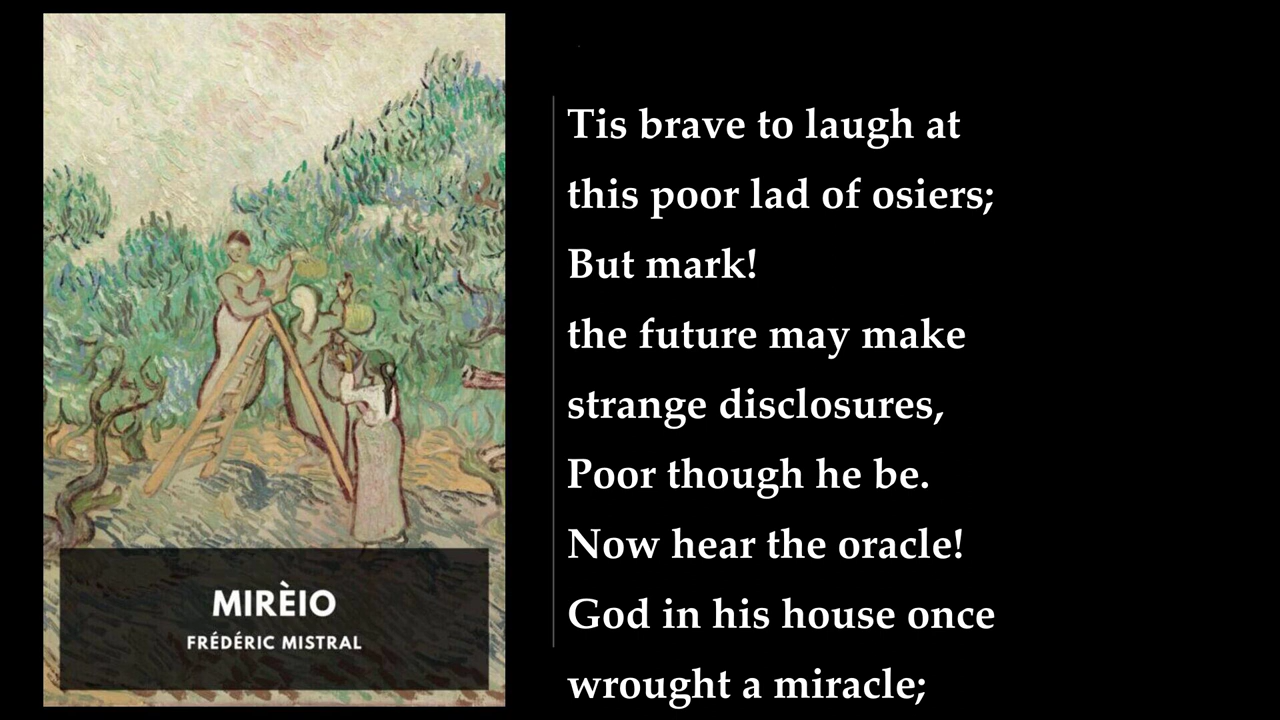 MIRÈIO
FRÉDÉRIC MISTRAL
Tis brave to laugh at
this poor lad of osiers;
But mark!
the future may make
strange disclosures,
Poor though he be.
Now hear the oracle!
God in his house once
wrought a miracle;